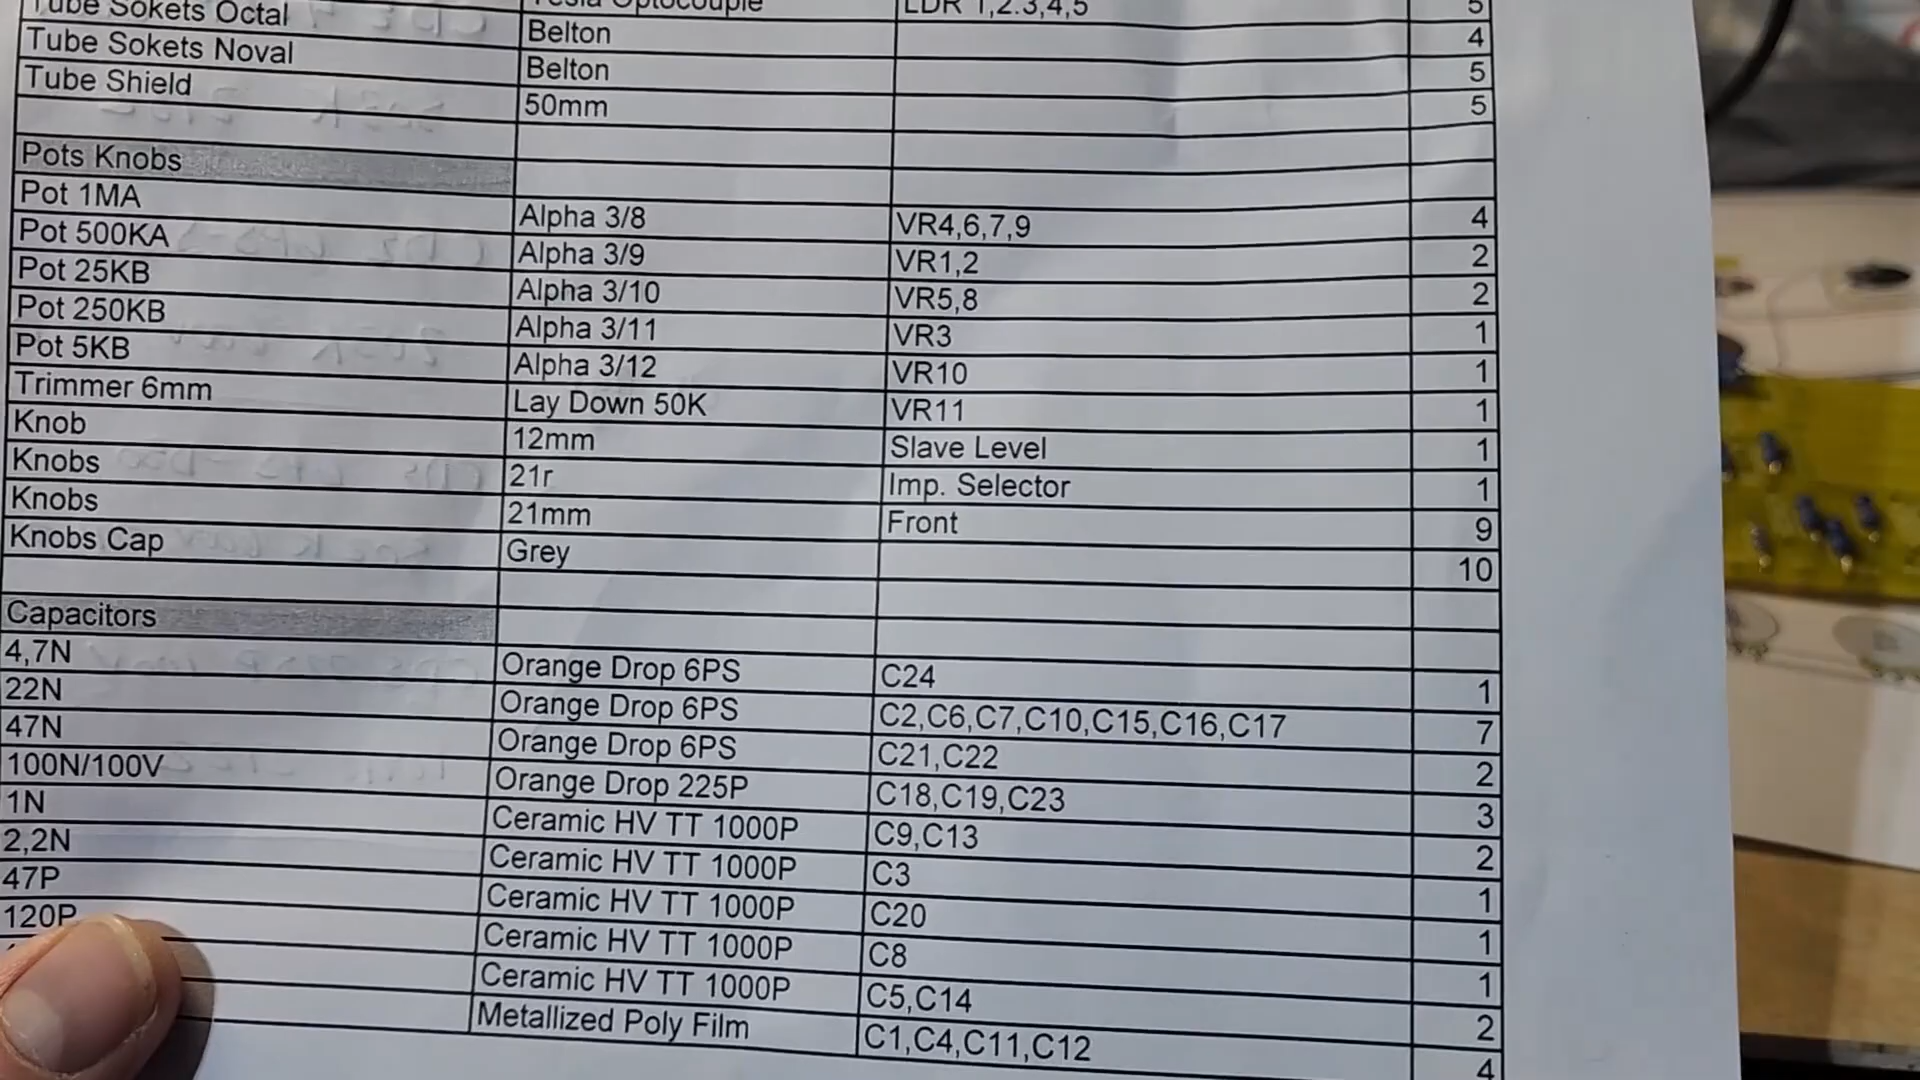 Tube Sokets Octal Belton 4
Tube Sokets Noval Belton 5
Tube Shield 50mm 5
Pots Knobs
Pot 1MA Alpha 3/8 VR4,6,7,9 4
Pot 500KA Alpha 3/9 VR1,2 2
Pot 25KB Alpha 3/10 VR5,8 2
Pot 250KB Alpha 3/11 VR3 1
Pot 5KB Alpha 3/12 VR10 1
Trimmer 6mm Lay Down 50K VR11 1
Knob 12mm Slave Level 1
Knobs 21r Imp. Selector 1
Knobs 21mm Front 9
Knobs Cap Grey 10
Capacitors
4,7N Orange Drop 6PS C24 1
22N Orange Drop 6PS C2,C6,C7,C10,C15,C16,C17 7
47N Orange Drop 6PS C21,C22 2
100N/100V Orange Drop 225P C18,C19,C23 3
1N Ceramic HV TT 1000P C9,C13 2
2,2N Ceramic HV TT 1000P C3 1
47P Ceramic HV TT 1000P C20 1
120P Ceramic HV TT 1000P C8 1
Ceramic HV TT 1000P C5,C14 2
Metallized Poly Film C1,C4,C11,C12 4